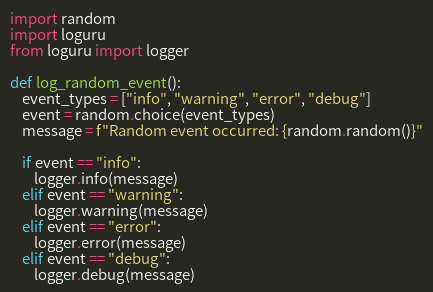 import random
import loguru
from loguru import logger

def log_random_event():
    event_types = ["info", "warning", "error", "debug"]
    event = random.choice(event_types)
    message = f"Random event occurred: {random.random()}"

    if event == "info":
        logger.info(message)
    elif event == "warning":
        logger.warning(message)
    elif event == "error":
        logger.error(message)
    elif event == "debug":
        logger.debug(message)